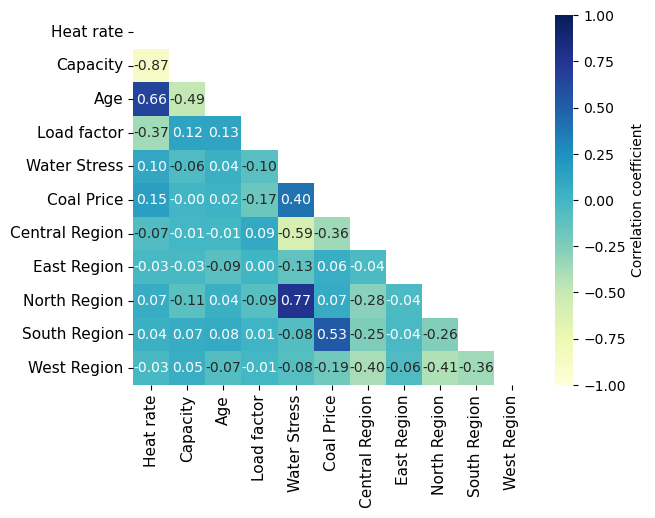 Heat rate
Capacity -0.87
Age 0.66 -0.49
Load factor -0.37 0.12 0.13
Water Stress 0.10 -0.06 0.04 -0.10
Coal Price 0.15 -0.00 0.02 -0.17 0.40
Central Region -0.07 -0.01 -0.01 0.09 -0.59 -0.36
East Region -0.03 -0.03 -0.09 0.00 -0.13 0.06 -0.04
North Region 0.07 -0.11 0.04 -0.09 0.77 0.07 -0.28 -0.04
South Region 0.04 0.07 0.08 0.01 -0.08 0.53 -0.25 -0.04 -0.26
West Region -0.03 0.05 -0.07 -0.01 -0.08 -0.19 -0.40 -0.06 -0.41 -0.36
Heat rate
Capacity
Age
Load factor
Water Stress
Coal Price
Central Region
East Region
North Region
South Region
West Region
1.00
0.75
0.50
0.25
0.00
−0.25
−0.50
−0.75
−1.00
Correlation coefficient